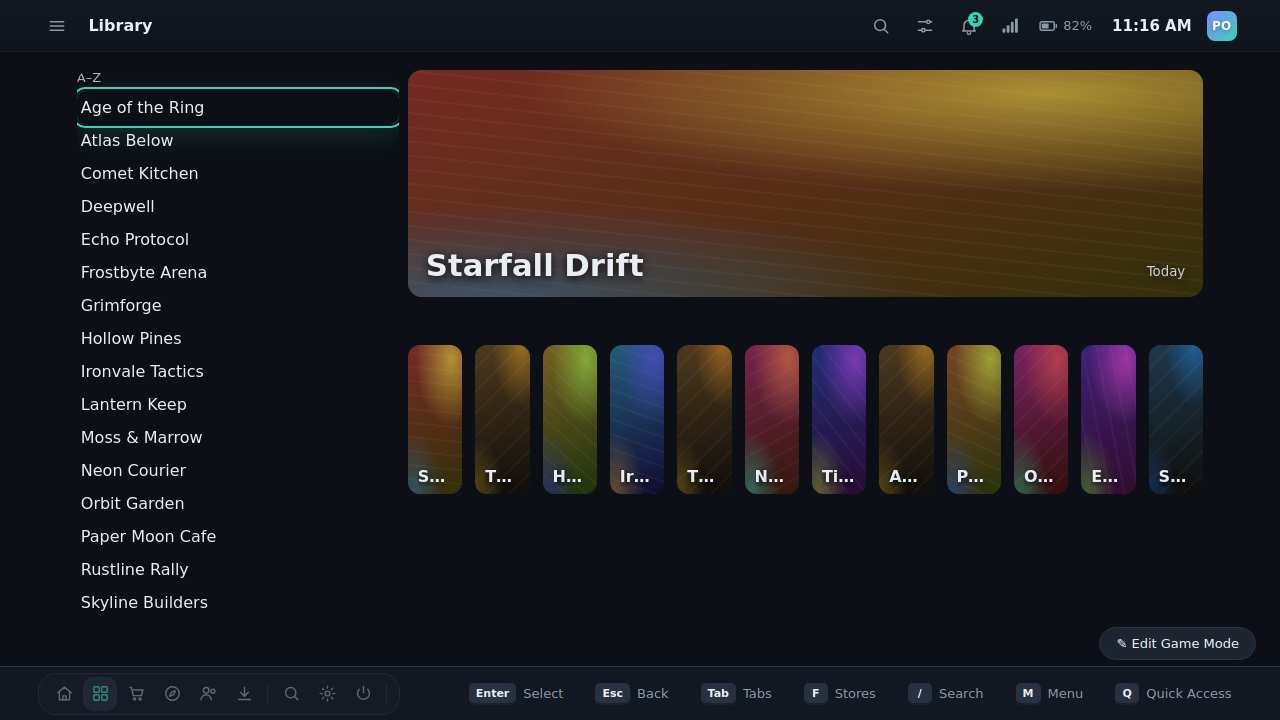 Library
3
82%
11:16 AM
PO
A–Z
Age of the Ring
Atlas Below
Comet Kitchen
Deepwell
Echo Protocol
Frostbyte Arena
Grimforge
Hollow Pines
Ironvale Tactics
Lantern Keep
Moss & Marrow
Neon Courier
Orbit Garden
Paper Moon Cafe
Rustline Rally
Skyline Builders
Starfall Drift
Today
S...
T...
H...
Ir...
T...
N...
Ti...
A...
P...
O...
E...
S...
✎ Edit Game Mode
Enter Select
Esc Back
Tab Tabs
F Stores
/ Search
M Menu
Q Quick Access